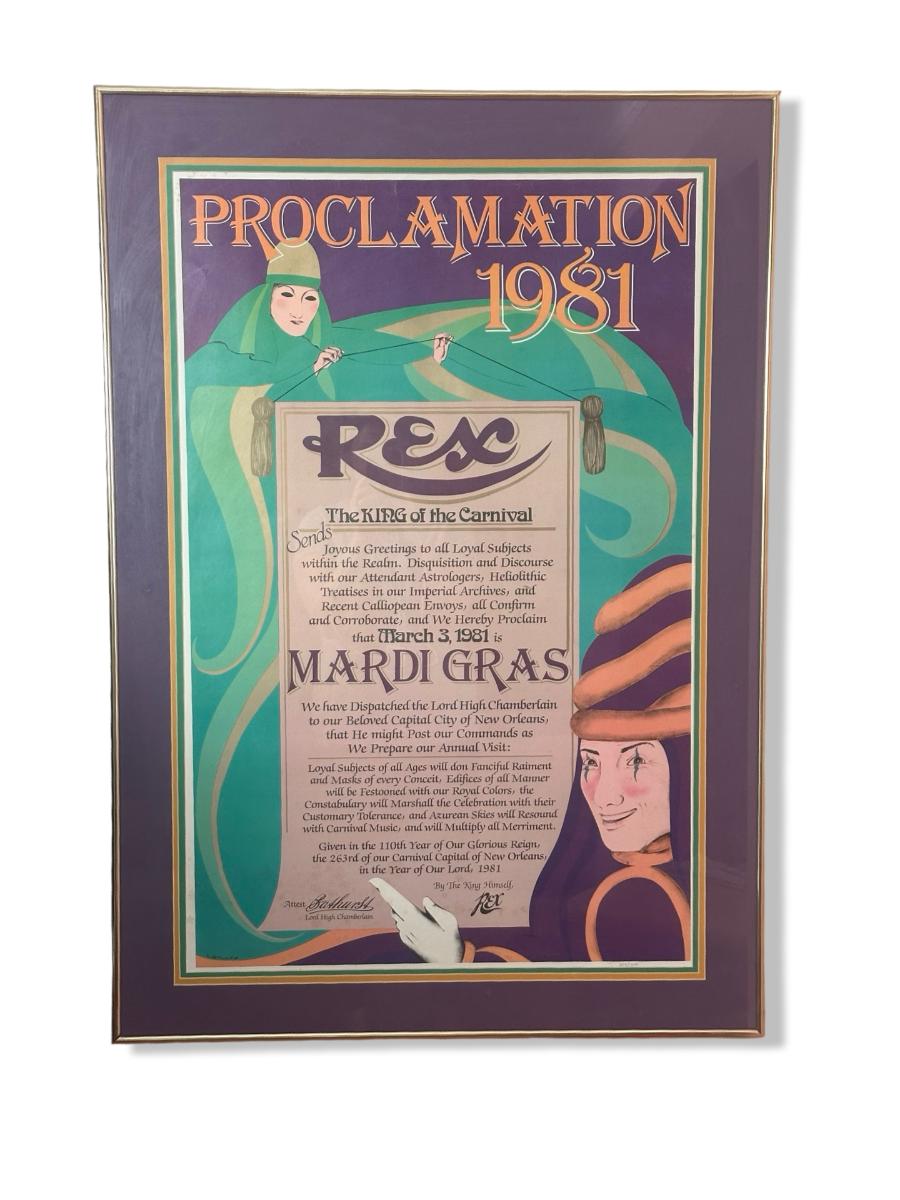 PROCLAMATION
1981
REX
The KING of the Carnival
Sends
Joyous Greetings to all Loyal Subjects
within the Realm. Disquisition and Discourse
with our Attendant Astrologers, Heliolithic
Treatises in our Imperial Archives, and
Recent Calliopean Envoys, all Confirm
and Corroborate, and We Hereby Proclaim
that March 3, 1981 is
MARDI GRAS
We have Dispatched the Lord High Chamberlain
to our Beloved Capital City of New Orleans,
that He might Post our Commands as
We Prepare our Annual Visit:
Loyal Subjects of all Ages will don Fanciful Raiment
and Masks of every Conceit, Edifices of all Manner
will be Festooned with our Royal Colors, the
Constabulary will Marshall the Celebration with their
Customary Tolerance, and Azurean Skies will Resound
with Carnival Music, and will Multiply all Merriment.
Given in the 110th Year of Our Glorious Reign,
the 263rd of our Carnival Capital of New Orleans,
in the Year of Our Lord, 1981
By The King Himself,
Attest Bathurst REX
Lord High Chamberlain